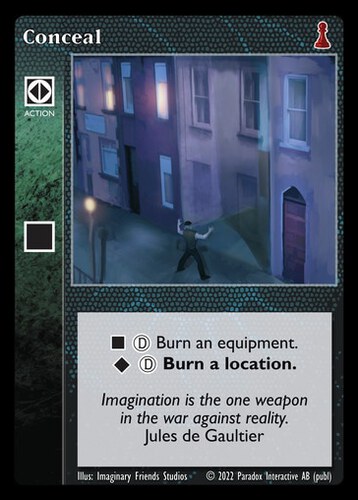 Conceal
ACTION
D Burn an equipment.
D Burn a location.
Imagination is the one weapon
in the war against reality.
Jules de Gaultier
Illus: Imaginary Friends Studios © 2022 Paradox Interactive AB (publ)